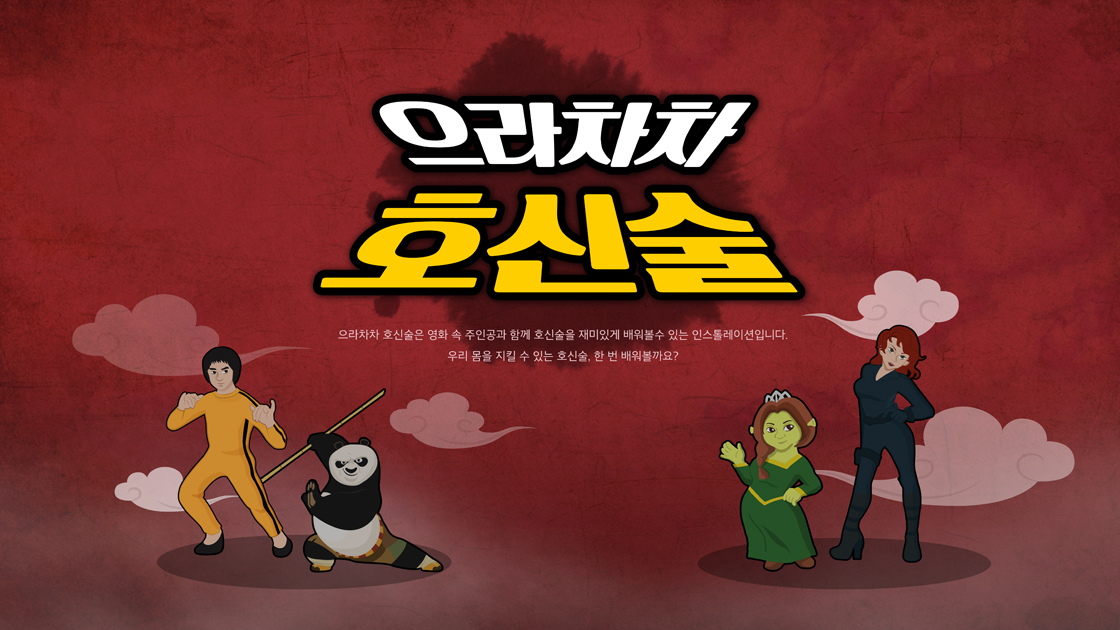 으라차차
호신술
으라차차 호신술은 영화 속 주인공과 함께 호신술을 재미있게 배워볼수 있는 인스톨레이션입니다.
우리 몸을 지킬 수 있는 호신술, 한 번 배워볼까요?